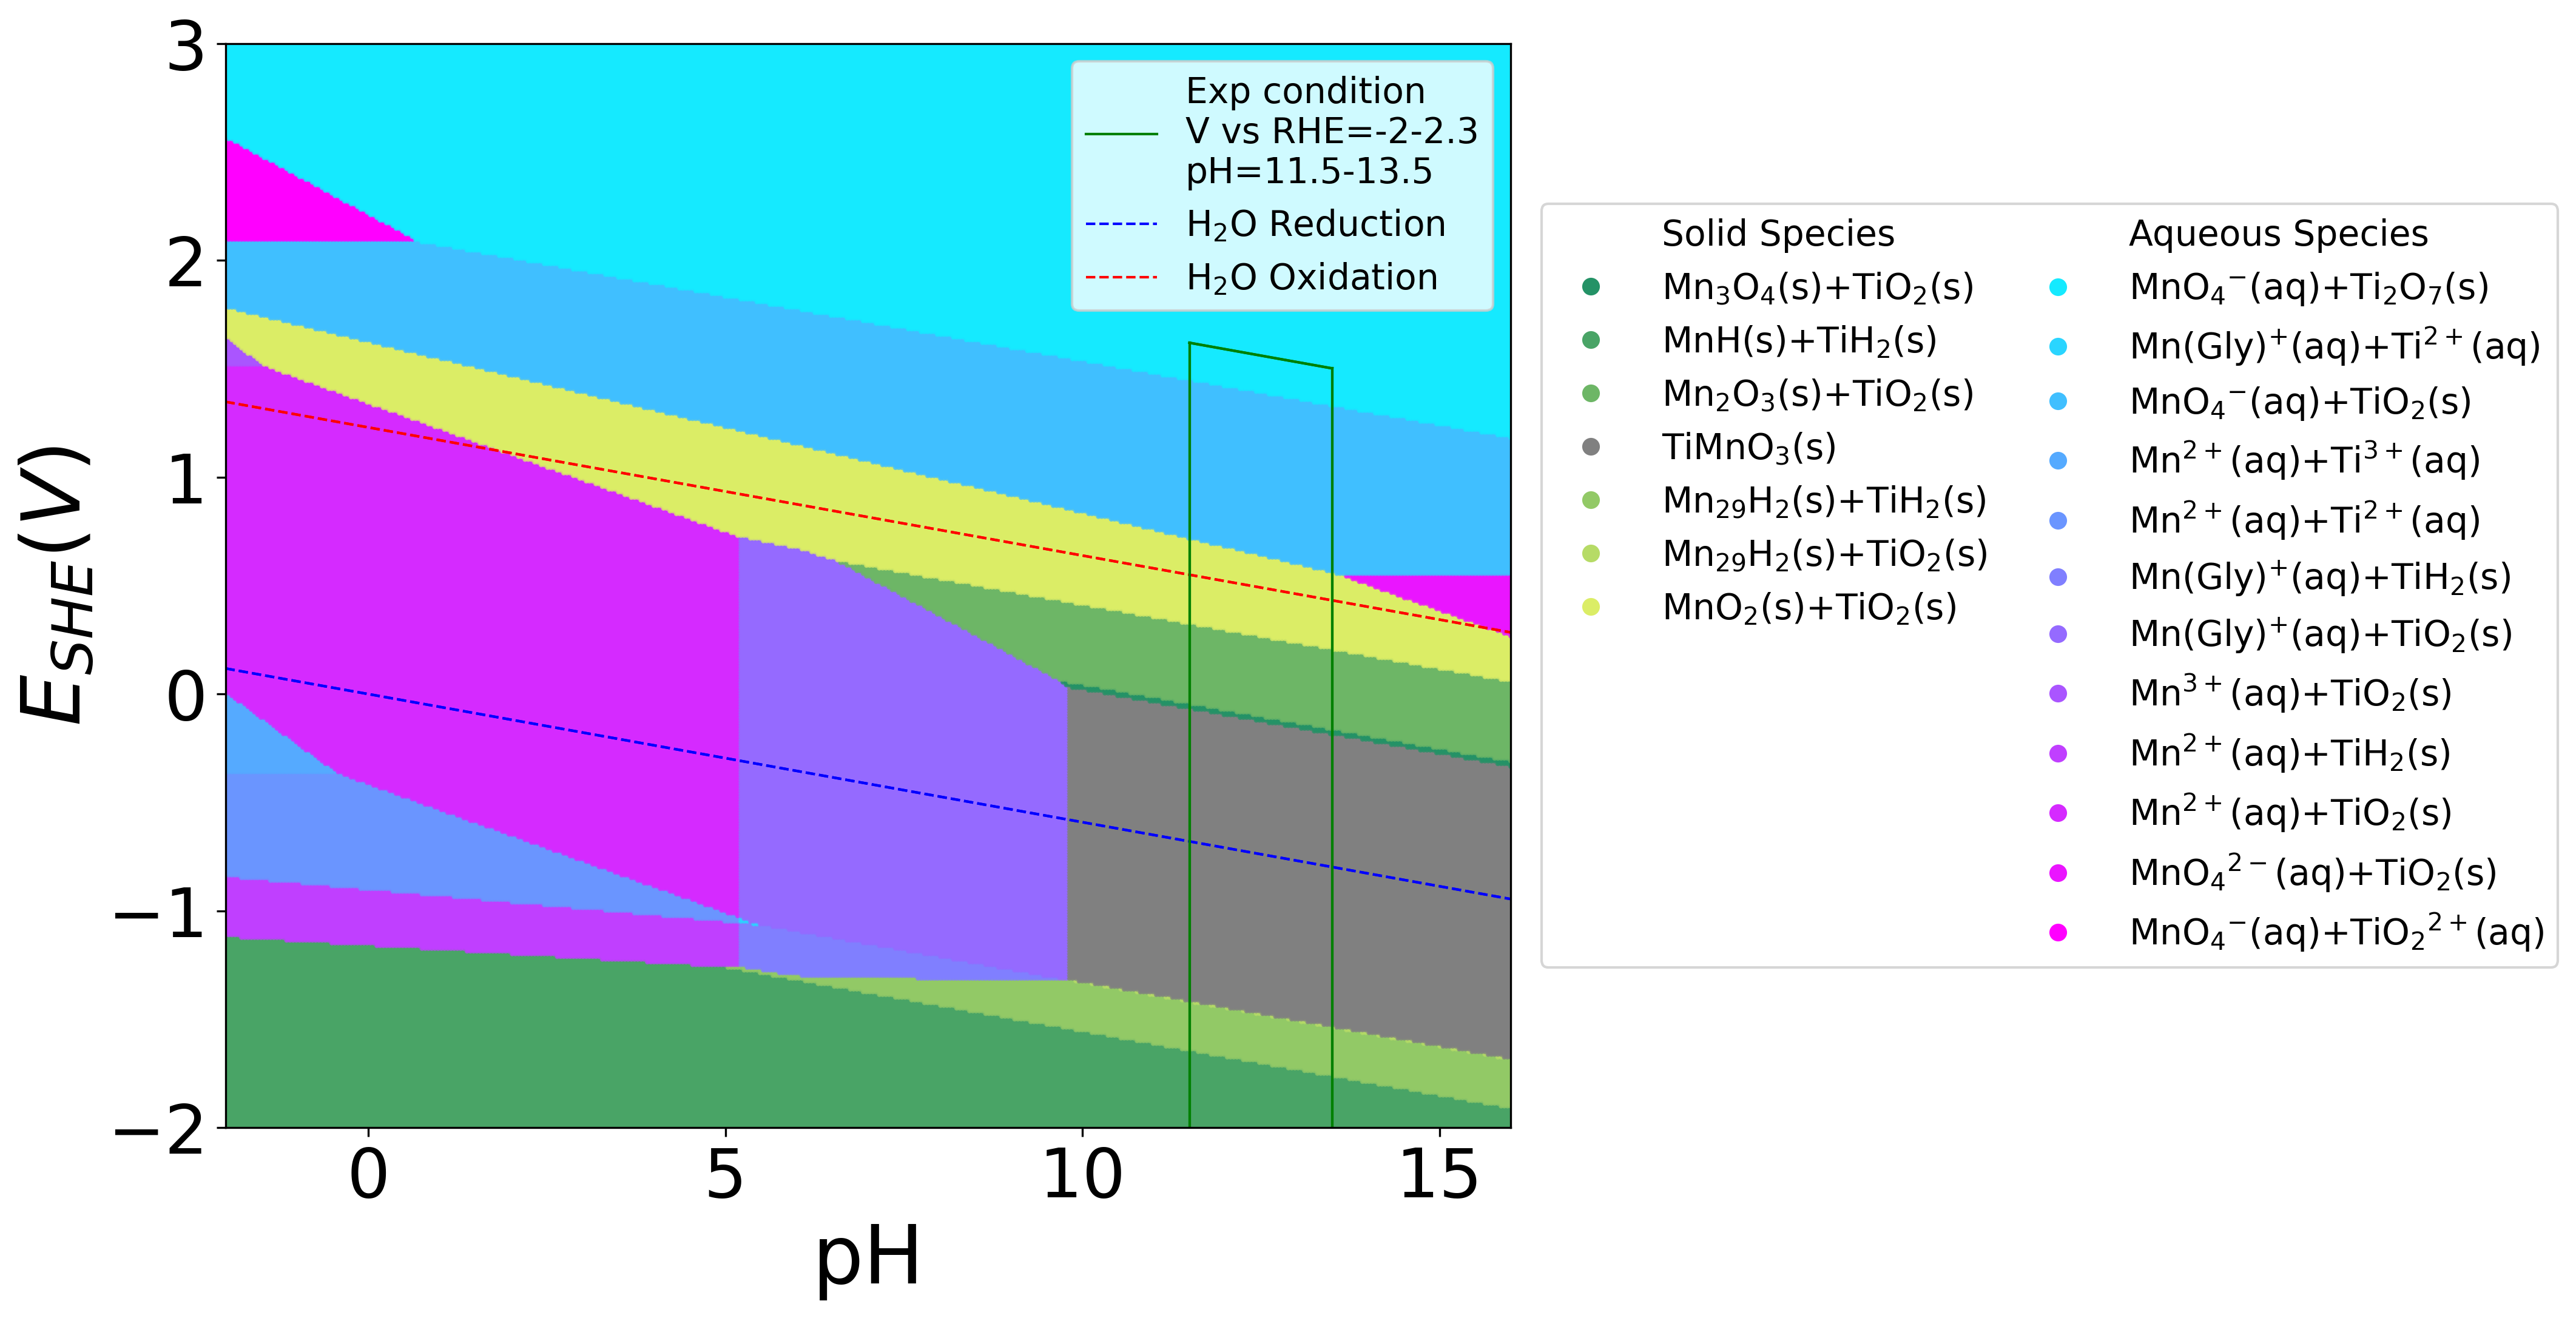 3
2
1
0
−1
−2
E_SHE(V)
0 5 10 15
pH
Exp condition
V vs RHE=-2-2.3
pH=11.5-13.5
H₂O Reduction
H₂O Oxidation
Solid Species
Mn₃O₄(s)+TiO₂(s)
MnH(s)+TiH₂(s)
Mn₂O₃(s)+TiO₂(s)
TiMnO₃(s)
Mn₂₉H₂(s)+TiH₂(s)
Mn₂₉H₂(s)+TiO₂(s)
MnO₂(s)+TiO₂(s)
Aqueous Species
MnO₄⁻(aq)+Ti₂O₇(s)
Mn(Gly)⁺(aq)+Ti²⁺(aq)
MnO₄⁻(aq)+TiO₂(s)
Mn²⁺(aq)+Ti³⁺(aq)
Mn²⁺(aq)+Ti²⁺(aq)
Mn(Gly)⁺(aq)+TiH₂(s)
Mn(Gly)⁺(aq)+TiO₂(s)
Mn³⁺(aq)+TiO₂(s)
Mn²⁺(aq)+TiH₂(s)
Mn²⁺(aq)+TiO₂(s)
MnO₄²⁻(aq)+TiO₂(s)
MnO₄⁻(aq)+TiO₂²⁺(aq)